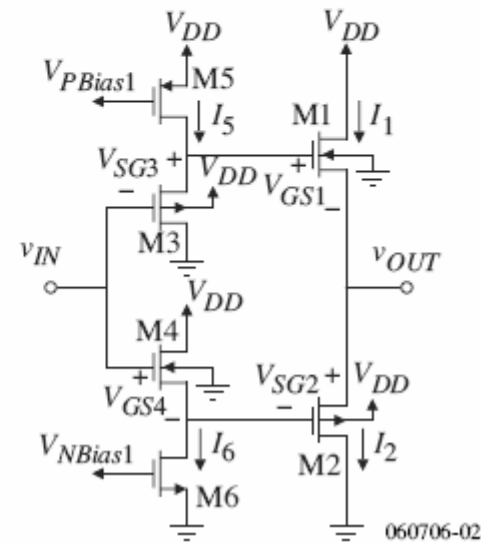 VDD VDD
VPBias1 M5
I5 M1 I1
VSG3 + VDD +
- VGS1 -
M3
vIN vOUT
VDD
M4
+ VSG2 + VDD
VGS4 - -
VNBias1 I6 I2
M6 M2
060706-02